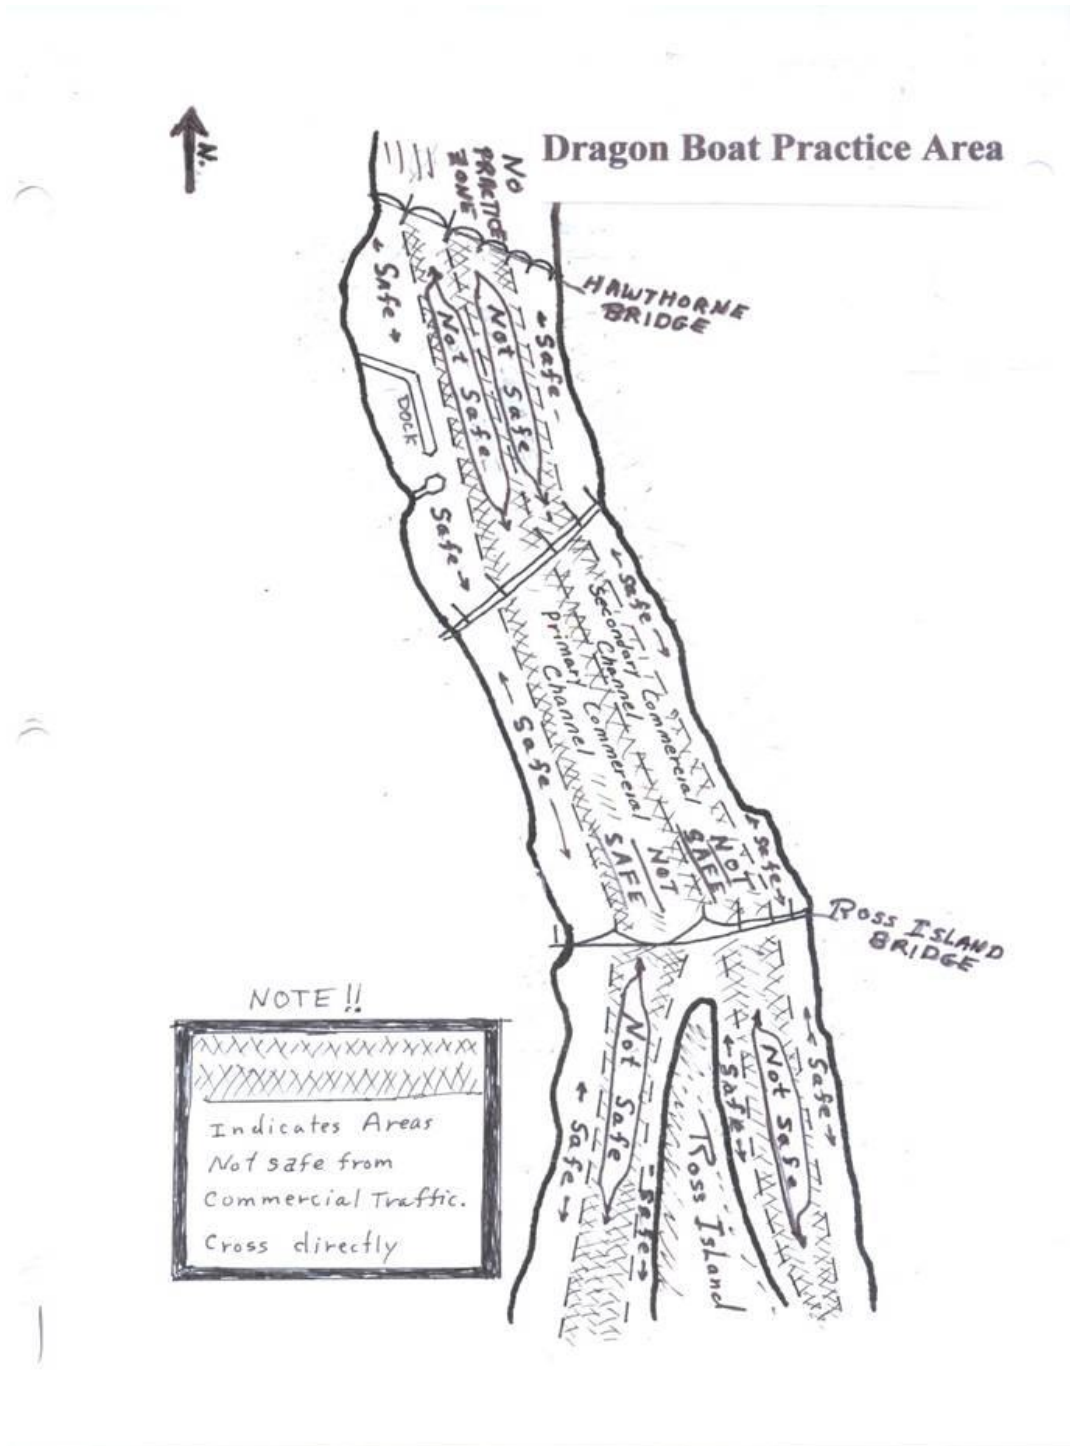 Dragon Boat Practice Area
N.
NO
PRACTICE
ZONE
HAWTHORNE
BRIDGE
Safe
Not Safe
Not Safe
Safe
DOCK
Safe
Safe
Secondary Commercial
Channel
Primary Commercial
Channel
Safe
NOT
SAFE
NOT
SAFE
Safe
ROSS ISLAND
BRIDGE
NOTE !!
Indicates Areas
Not safe from
Commercial Traffic.
Cross directly
Not Safe
Safe
Safe
Ross Island
Safe
Not Safe
Safe